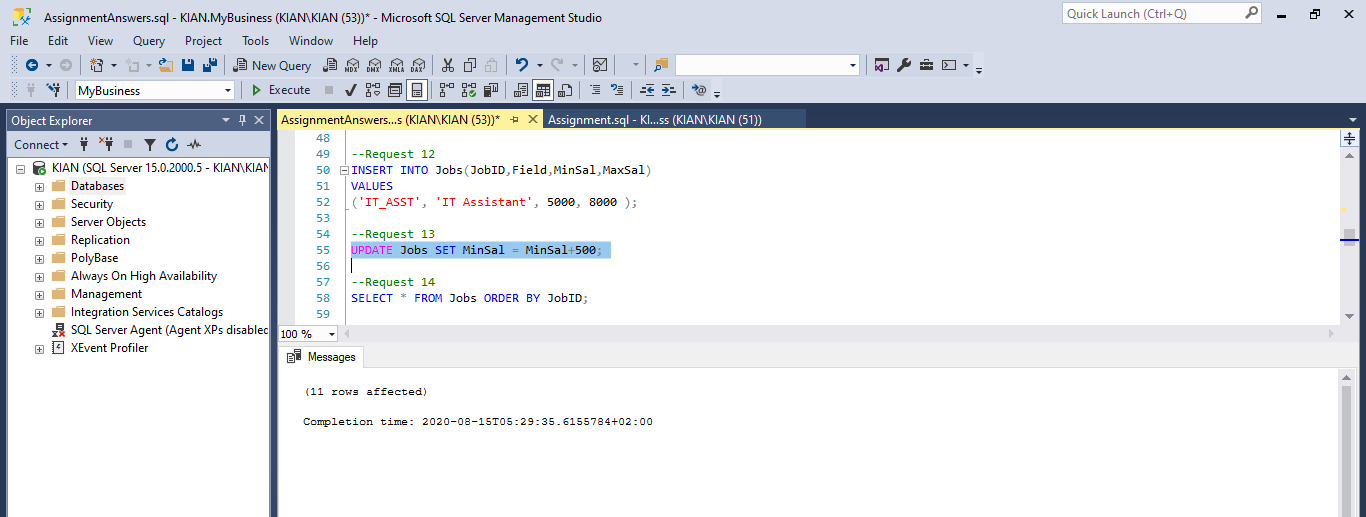 AssignmentAnswers.sql - KIAN.MyBusiness (KIAN\KIAN (53))* - Microsoft SQL Server Management Studio
Quick Launch (Ctrl+Q)
File Edit View Query Project Tools Window Help
New Query MDX DMX XMLA DAX
MyBusiness Execute
Object Explorer
AssignmentAnswers...s (KIAN\KIAN (53))* Assignment.sql - KI...ss (KIAN\KIAN (51))
Connect
KIAN (SQL Server 15.0.2000.5 - KIAN\KIAN
Databases
Security
Server Objects
Replication
PolyBase
Always On High Availability
Management
Integration Services Catalogs
SQL Server Agent (Agent XPs disabled
XEvent Profiler
48
49 --Request 12
50 INSERT INTO Jobs(JobID,Field,MinSal,MaxSal)
51 VALUES
52 ('IT_ASST', 'IT Assistant', 5000, 8000 );
53
54 --Request 13
55 UPDATE Jobs SET MinSal = MinSal+500;
56
57 --Request 14
58 SELECT * FROM Jobs ORDER BY JobID;
59
100 %
Messages
(11 rows affected)
Completion time: 2020-08-15T05:29:35.6155784+02:00